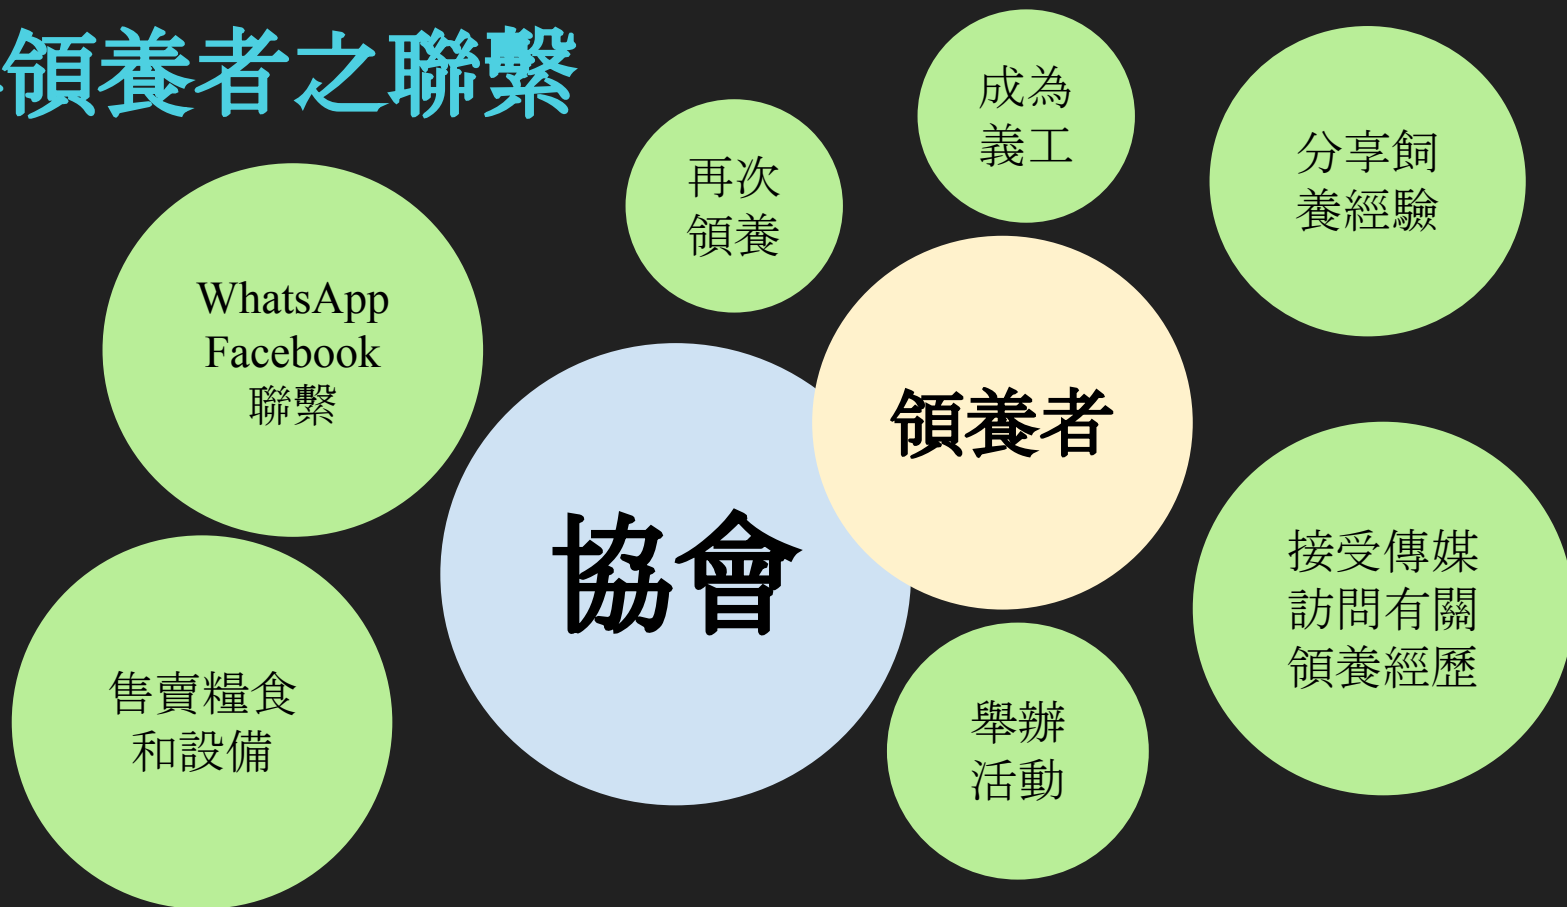 領養者之聯繫
成為
義工
再次
領養
分享飼
養經驗
WhatsApp
Facebook
聯繫
領養者
協會
接受傳媒
訪問有關
領養經歷
售賣糧食
和設備
舉辦
活動